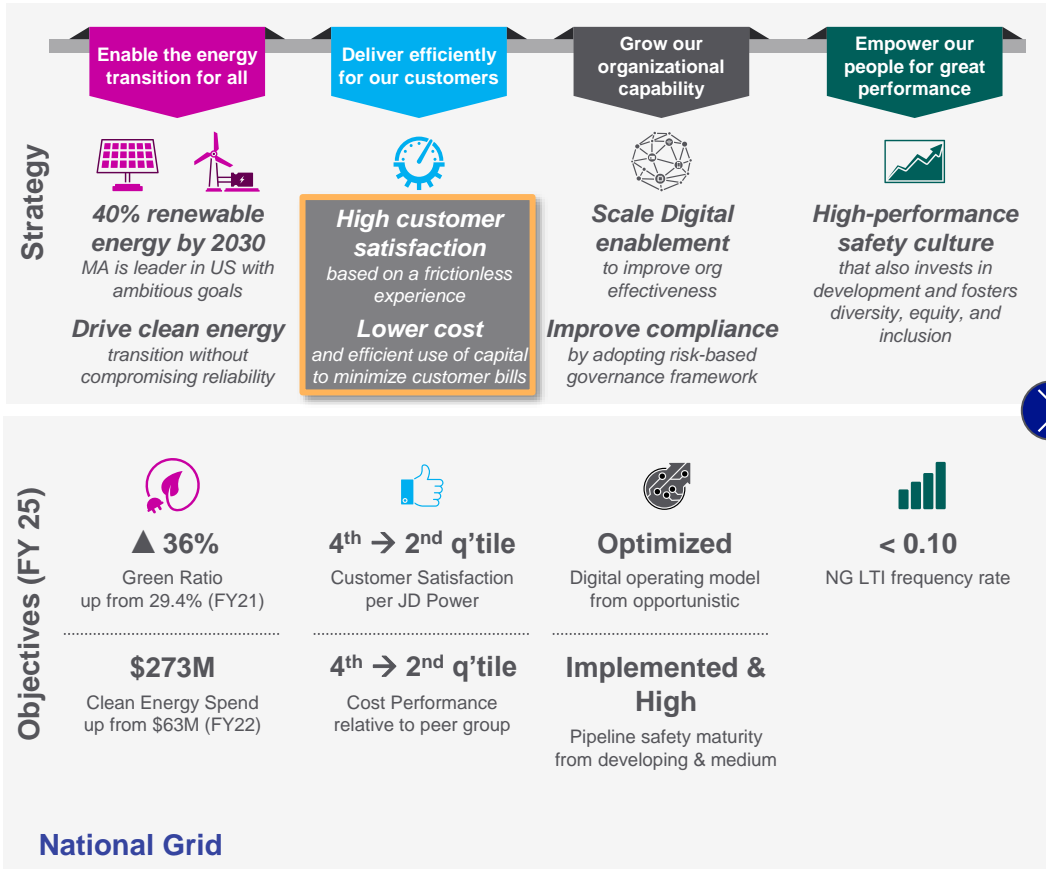 Enable the energy
transition for all
Deliver efficiently
for our customers
Grow our
organizational
capability
Empower our
people for great
performance
Strategy
40% renewable
energy by 2030
MA is leader in US with
ambitious goals
Drive clean energy
transition without
compromising reliability
High customer
satisfaction
based on a frictionless
experience
Lower cost
and efficient use of capital
to minimize customer bills
Scale Digital
enablement
to improve org
effectiveness
Improve compliance
by adopting risk-based
governance framework
High-performance
safety culture
that also invests in
development and fosters
diversity, equity, and
inclusion
Objectives (FY 25)
▲ 36%
Green Ratio
up from 29.4% (FY21)
$273M
Clean Energy Spend
up from $63M (FY22)
4th → 2nd q'tile
Customer Satisfaction
per JD Power
4th → 2nd q'tile
Cost Performance
relative to peer group
Optimized
Digital operating model
from opportunistic
Implemented &
High
Pipeline safety maturity
from developing & medium
< 0.10
NG LTI frequency rate
National Grid